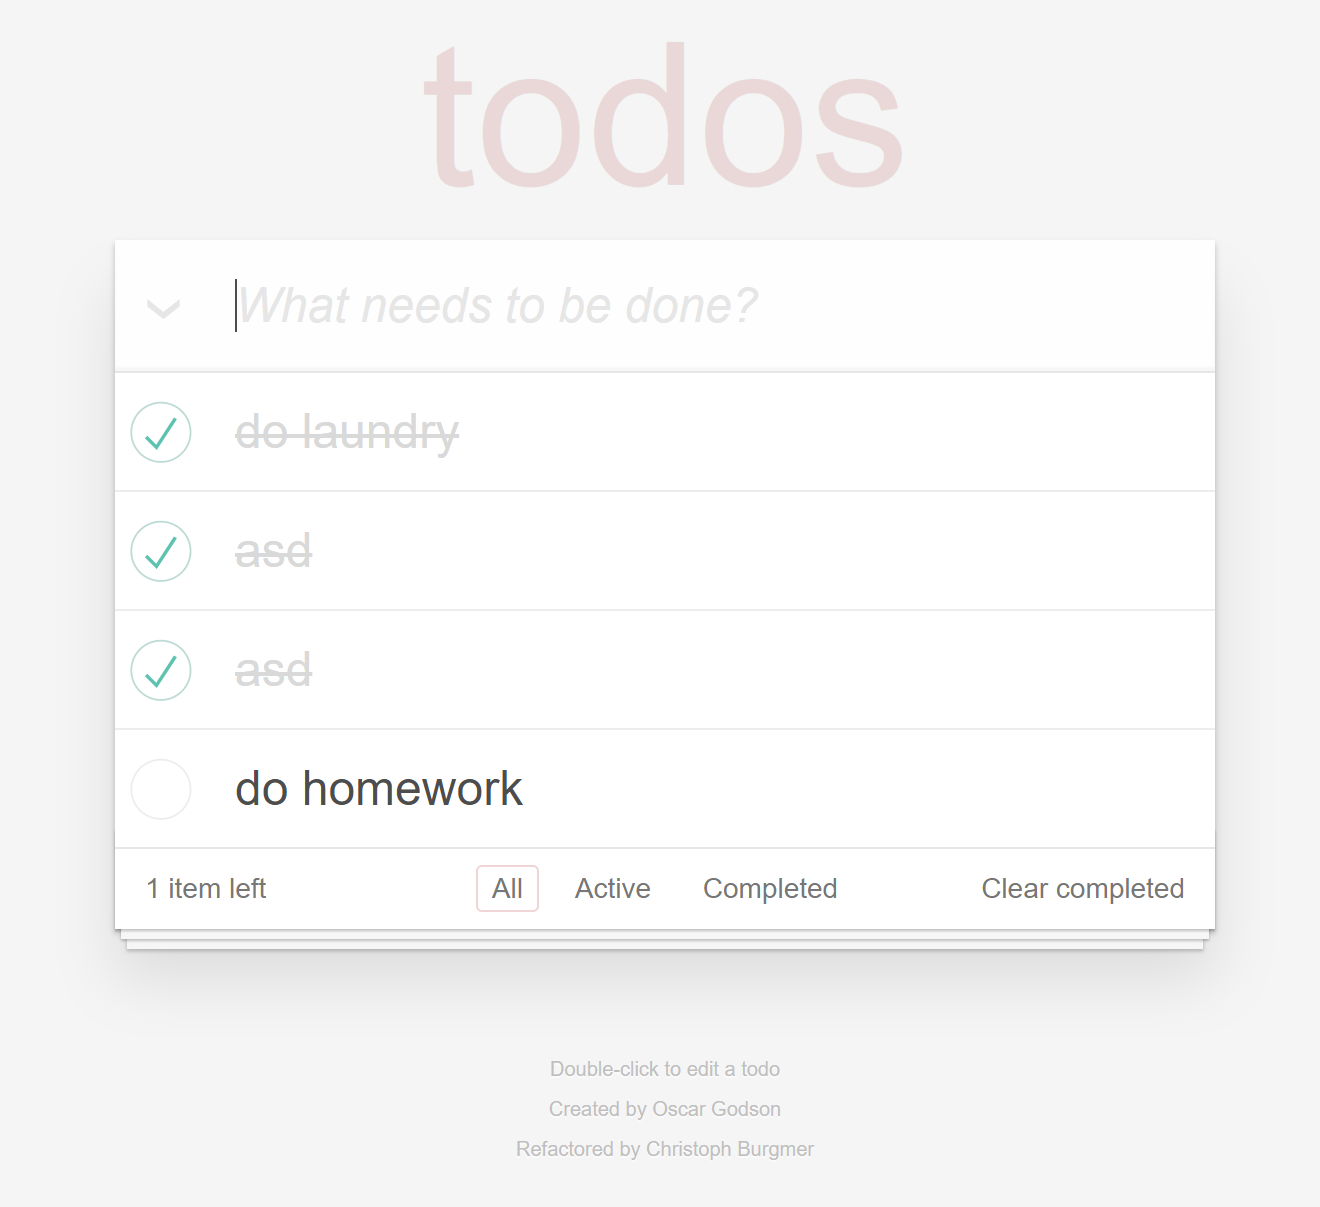 todos
What needs to be done?
do laundry
asd
asd
do homework
1 item left All Active Completed Clear completed
Double-click to edit a todo
Created by Oscar Godson
Refactored by Christoph Burgmer